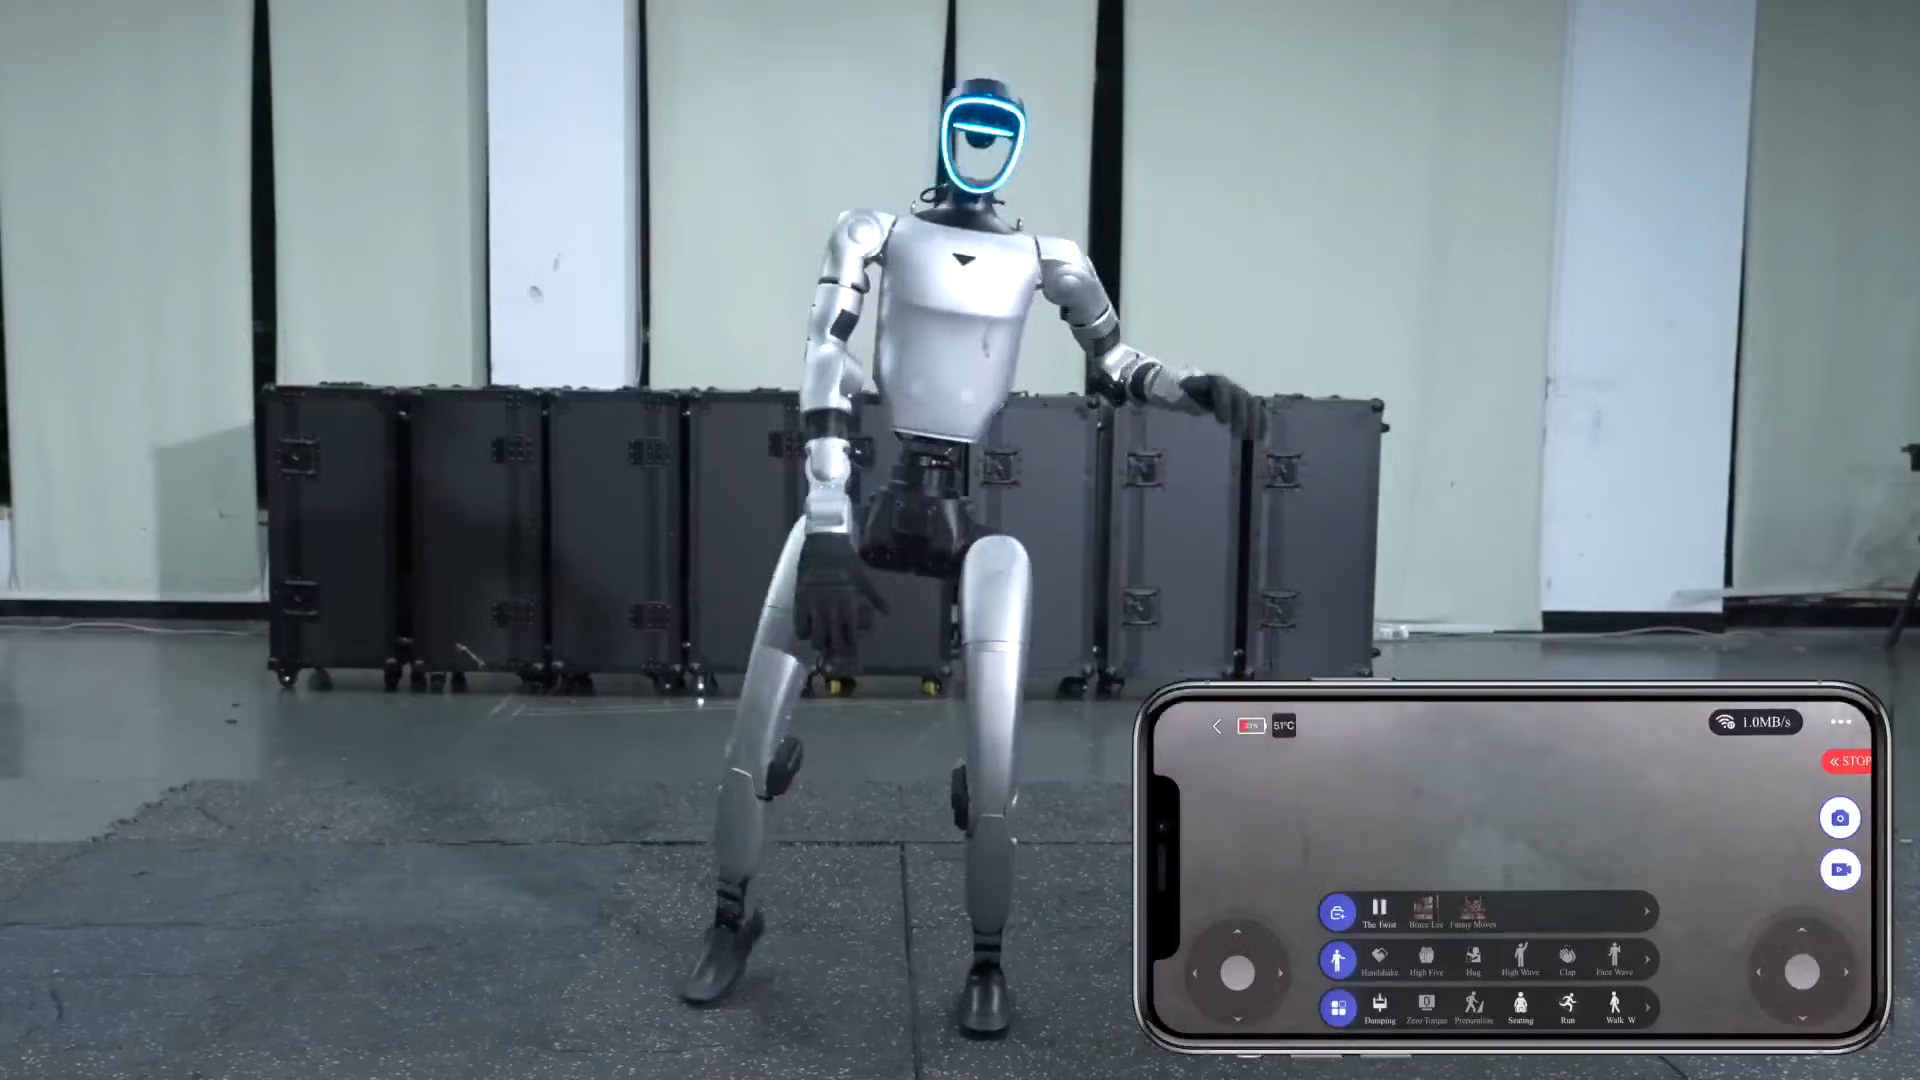 51°C
1.0MB/s
STOP
The Twist Bruce Lee Funny Moves
Handshake High Five Hug High Wave Clap Face Wave
Damping Zero Torque Preparation Seating Run Walk W